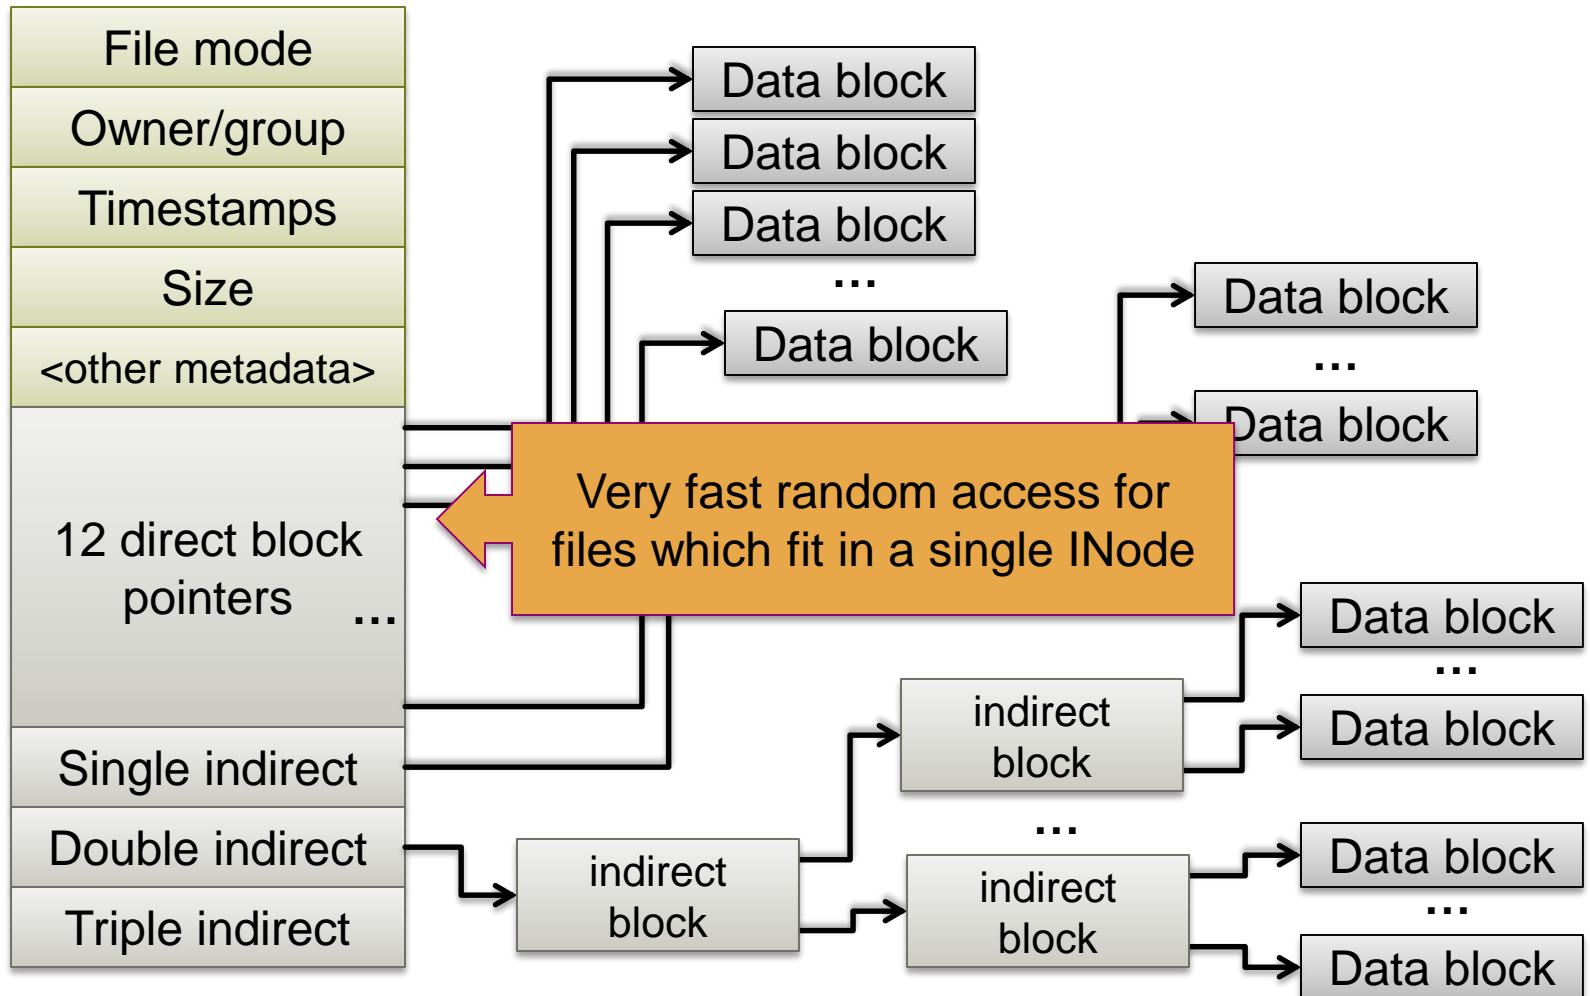 File mode
Owner/group
Timestamps
Size
<other metadata>
12 direct block
pointers
...
Single indirect
Double indirect
Triple indirect
Data block
Data block
Data block
...
Data block
Data block
...
Data block
Very fast random access for
files which fit in a single INode
indirect
block
indirect
block
...
indirect
block
Data block
...
Data block
Data block
...
Data block